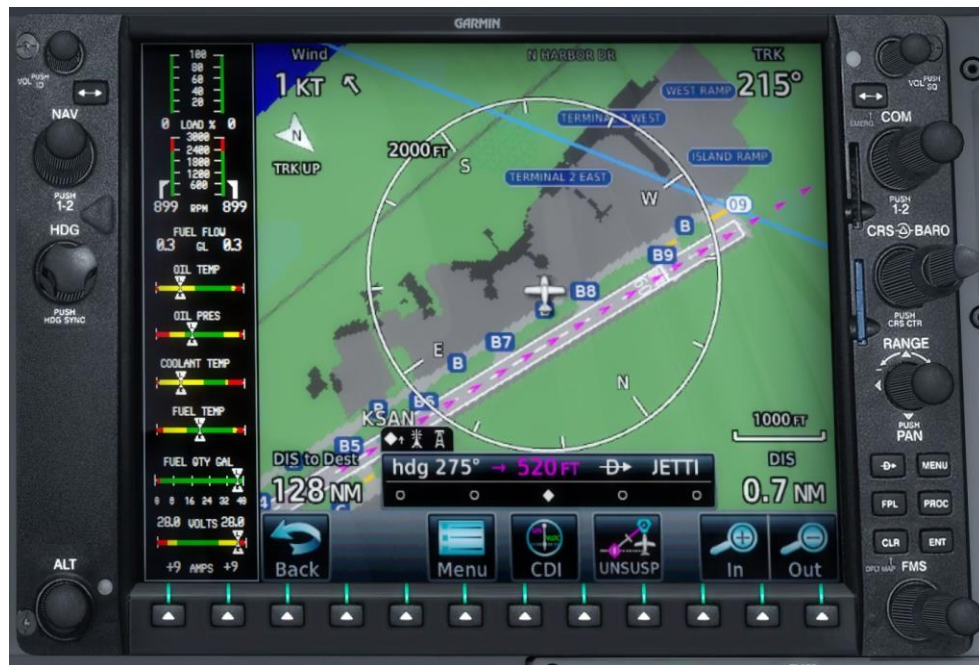 GARMIN
VOL PUSH ID
NAV
PUSH
1-2
HDG
PUSH
HDG SYNC
ALT
100
80
60
40
20
0 LOAD % 0
3000
2400
1800
1200
600
899 RPM 899
FUEL FLOW
0.3 GL 0.3
OIL TEMP
L
OIL PRES
L
COOLANT TEMP
L
FUEL TEMP
L
FUEL QTY GAL
0 8 16 24 32 40
28.0 VOLTS 28.0
+9 AMPS +9
Wind
1 KT
N
TRK UP
N HARBOR DR
TRK
215°
WEST RAMP
TERMINAL 2 WEST
ISLAND RAMP
TERMINAL 2 EAST
2000 FT
S
W
09
B
B9
09
B8
B7
E
B
N
B6
KSAN
B5
1000 FT
DIS to Dest
128 NM
hdg 275° → 520 FT JETTI
DIS
0.7 NM
Back
Menu
CDI
UNSUSP
In
Out
VOL PUSH SQ
EMERG
COM
PUSH
1-2
CRS BARO
PUSH
CRS CTR
RANGE
- +
PUSH
PAN
D MENU
FPL PROC
CLR ENT
DFLT MAP
FMS